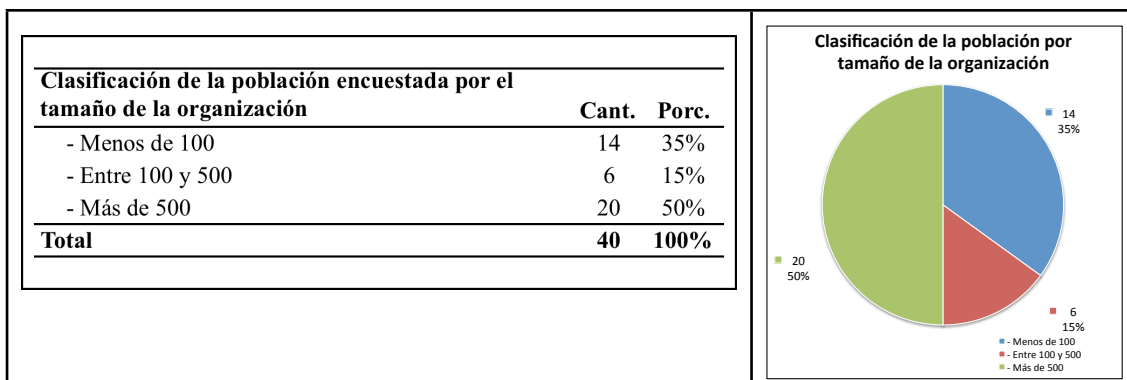 Clasificación de la población encuestada por el
tamaño de la organización Cant. Porc.
- Menos de 100 14 35%
- Entre 100 y 500 6 15%
- Más de 500 20 50%
Total 40 100%
Clasificación de la población por
tamaño de la organización
14
35%
20
50%
6
15%
- Menos de 100
- Entre 100 y 500
- Más de 500